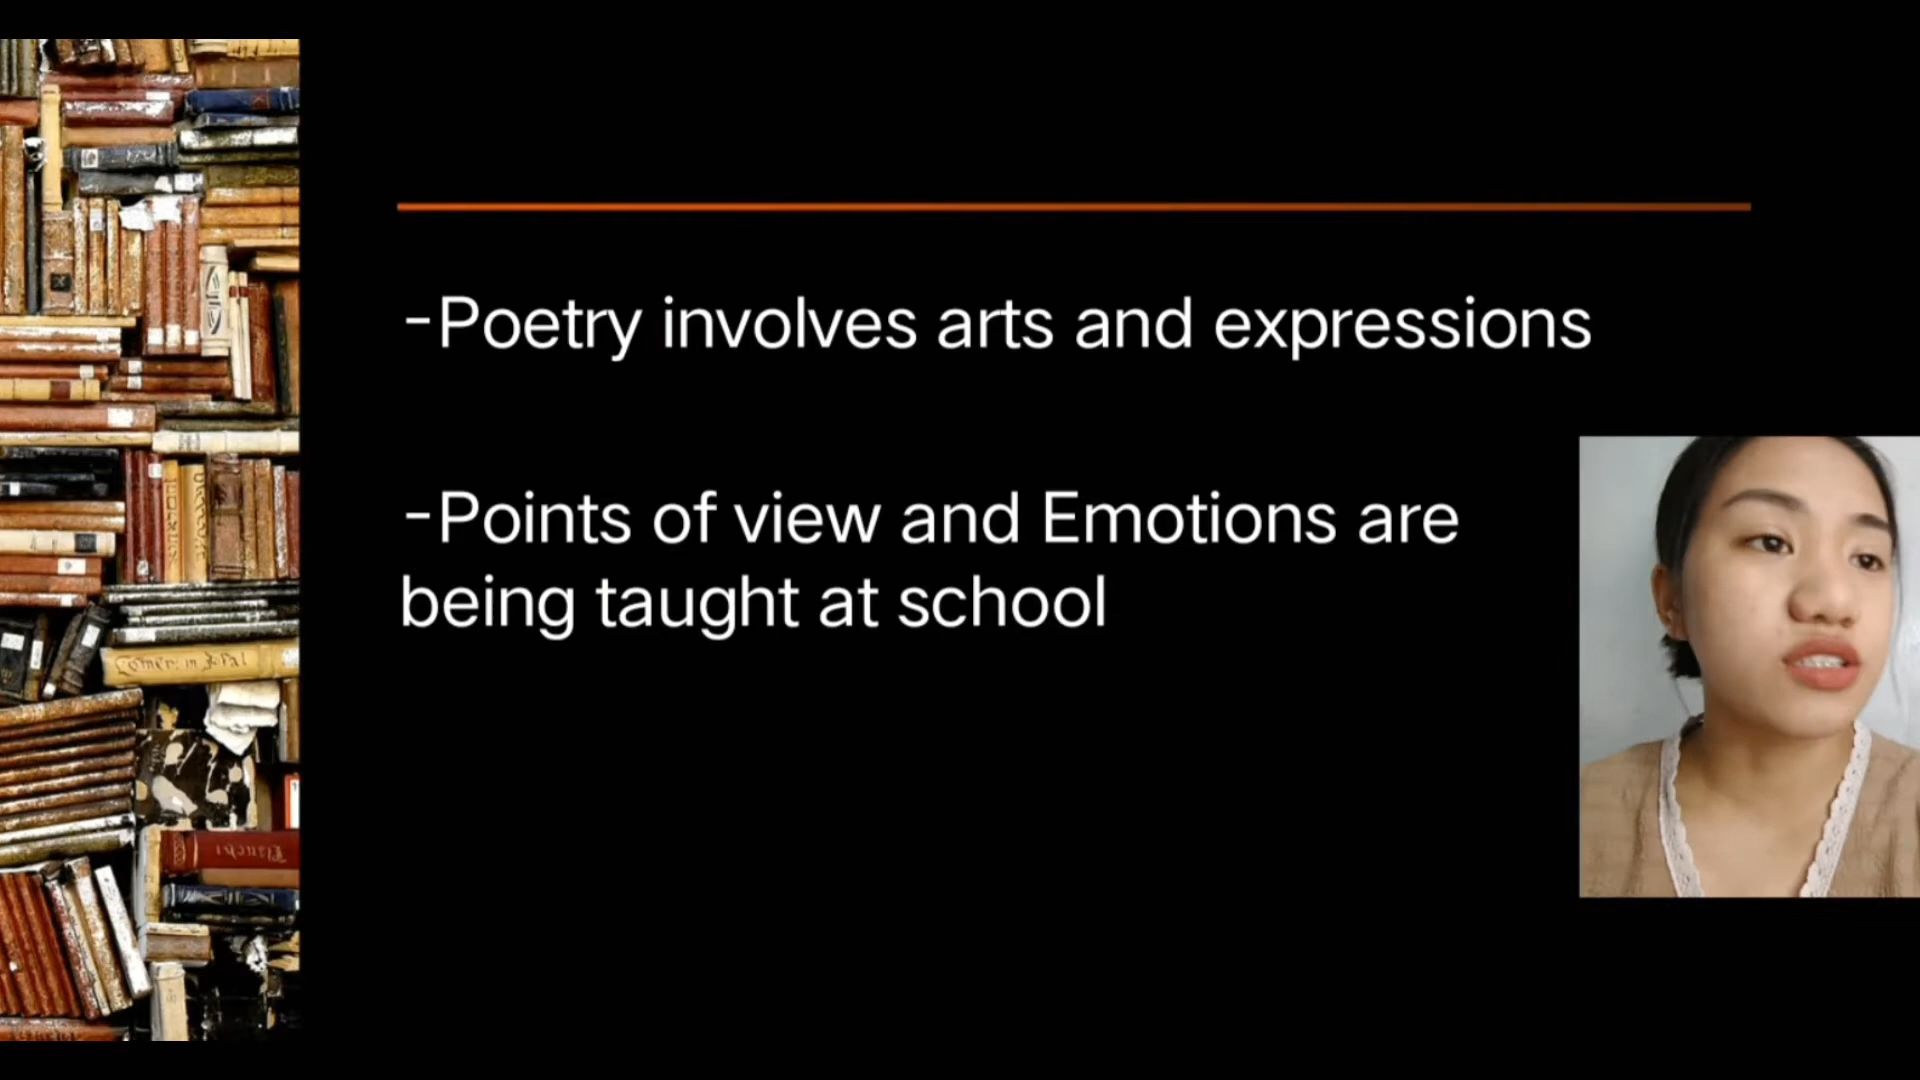 -Poetry involves arts and expressions
-Points of view and Emotions are
being taught at school